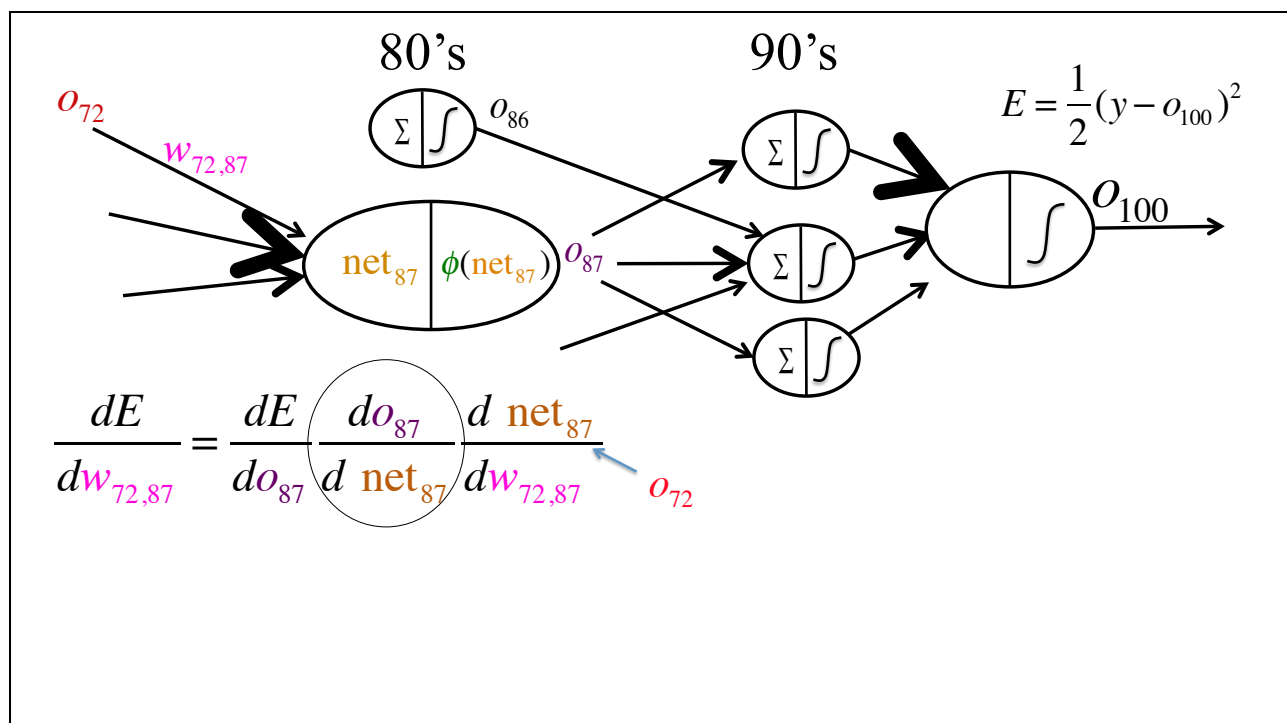 80’s 90’s
o72 o86 E = 1/2 (y − o100)²
w72,87 Σ ∫ Σ ∫
net87 ϕ(net87) o87 Σ ∫ ∫ o100
Σ ∫
dE/dw72,87 = dE/do87 do87/d net87 d net87/dw72,87
o72